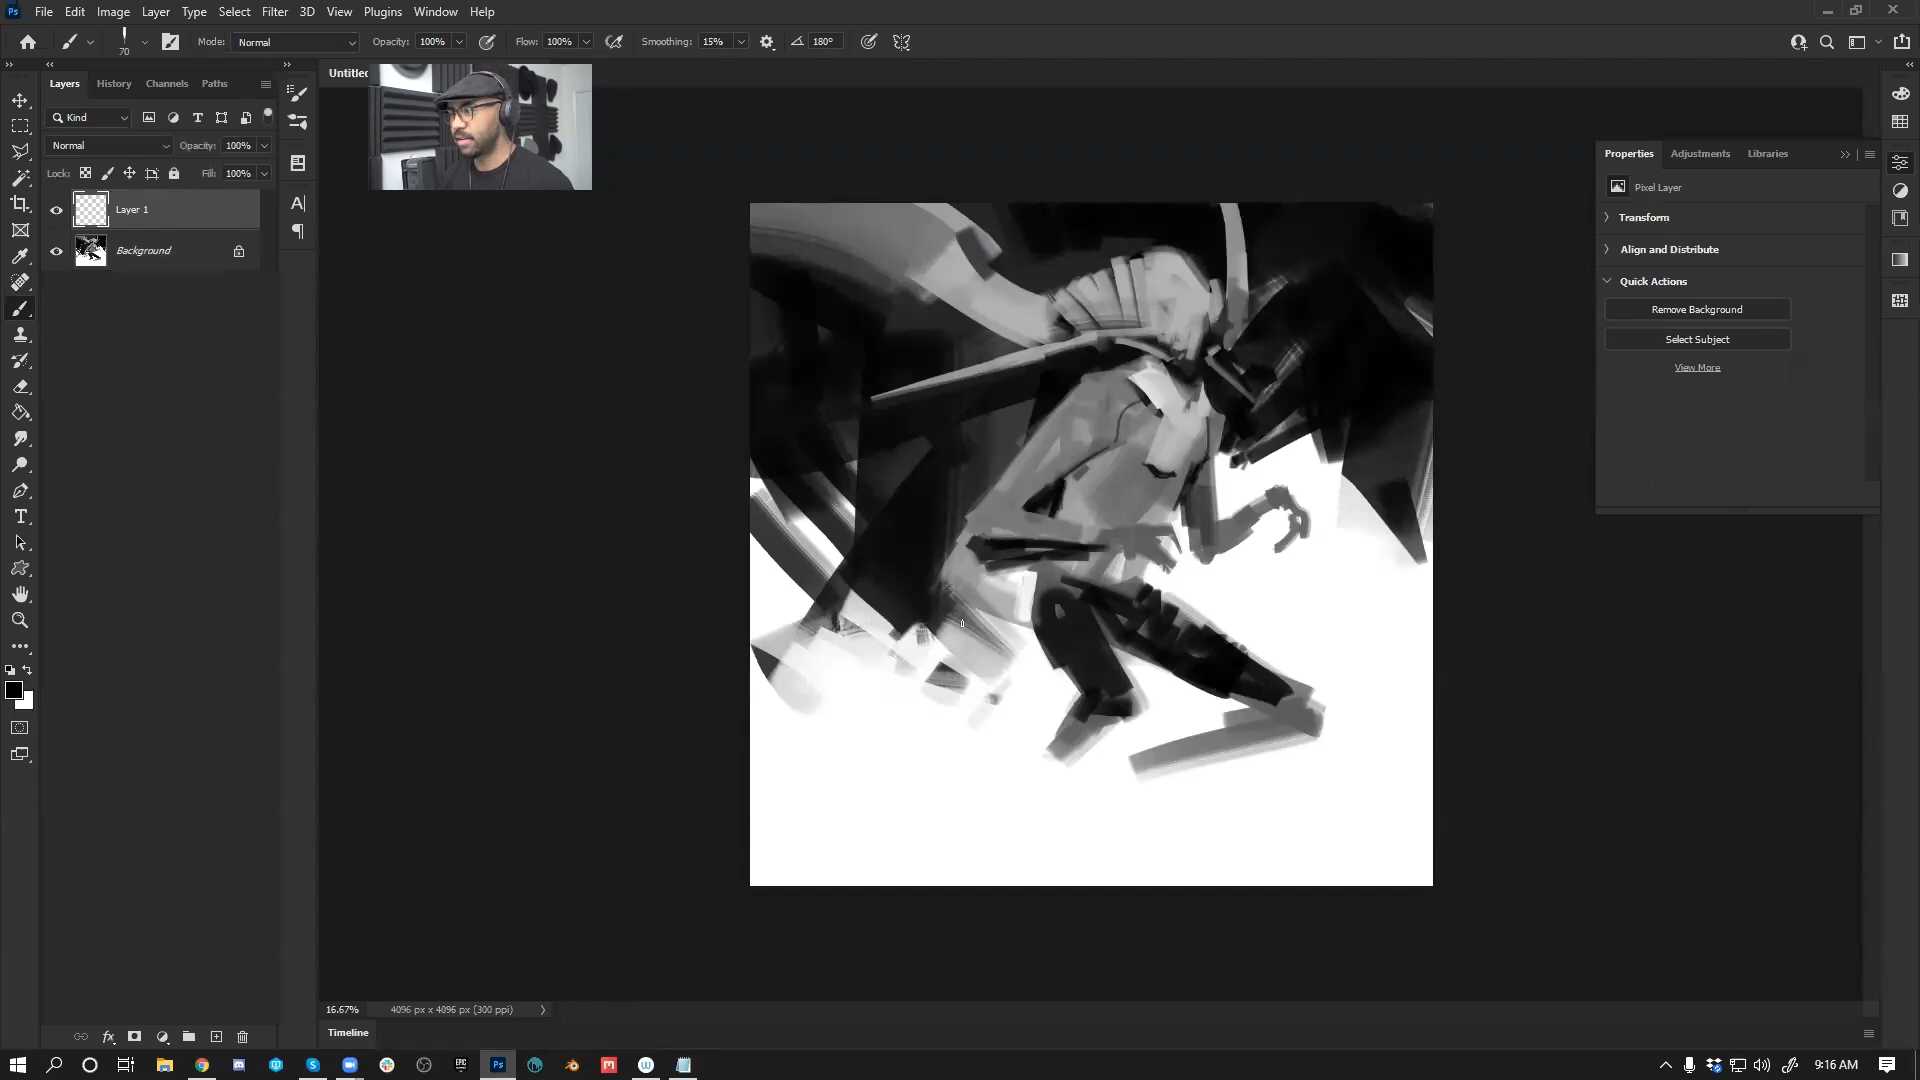 Ps File Edit Image Layer Type Select Filter 3D View Plugins Window Help
70 Mode: Normal Opacity: 100% Flow: 100% Smoothing: 15% 180°
Layers History Channels Paths
Untitled
Kind
Normal Opacity: 100%
Lock: Fill: 100%
Layer 1
Background
Properties Adjustments Libraries
Pixel Layer
Transform
Align and Distribute
Quick Actions
Remove Background
Select Subject
View More
16.67% 4096 px x 4096 px (300 ppi)
Timeline
9:16 AM